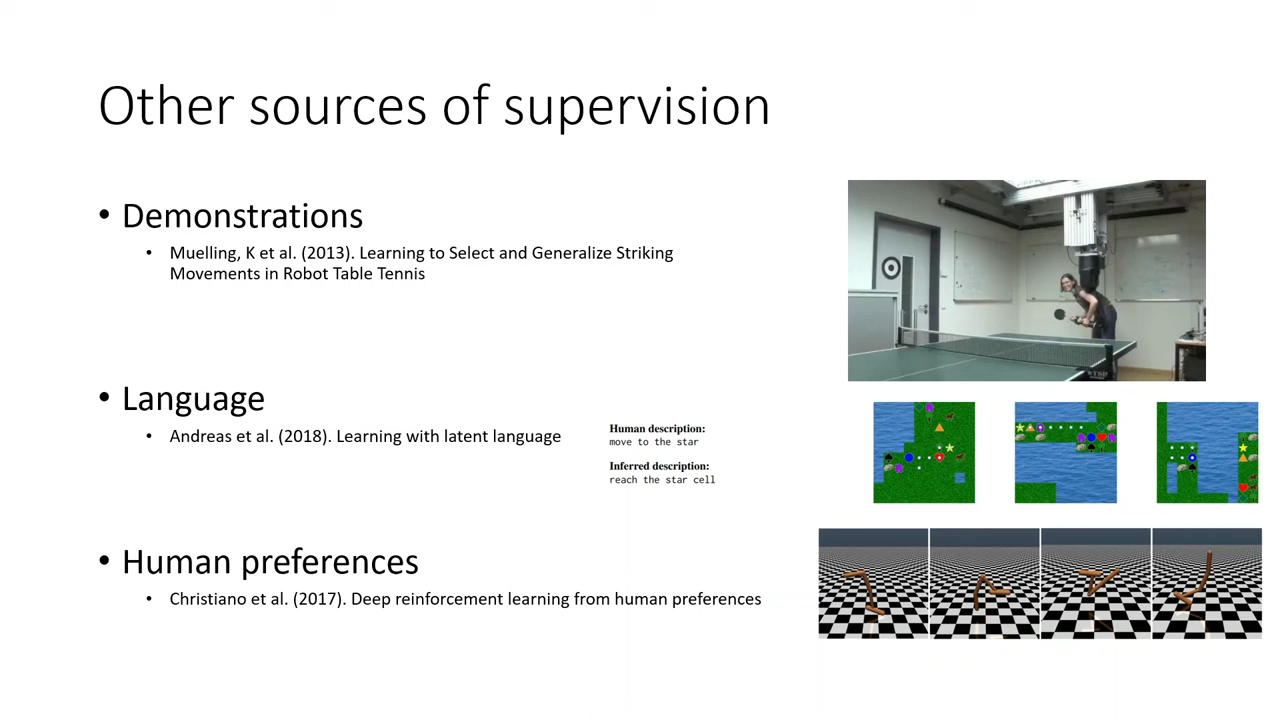 Other sources of supervision
• Demonstrations
• Muelling, K et al. (2013). Learning to Select and Generalize Striking
Movements in Robot Table Tennis
• Language
• Andreas et al. (2018). Learning with latent language
Human description:
move to the star
Inferred description:
reach the star cell
• Human preferences
• Christiano et al. (2017). Deep reinforcement learning from human preferences